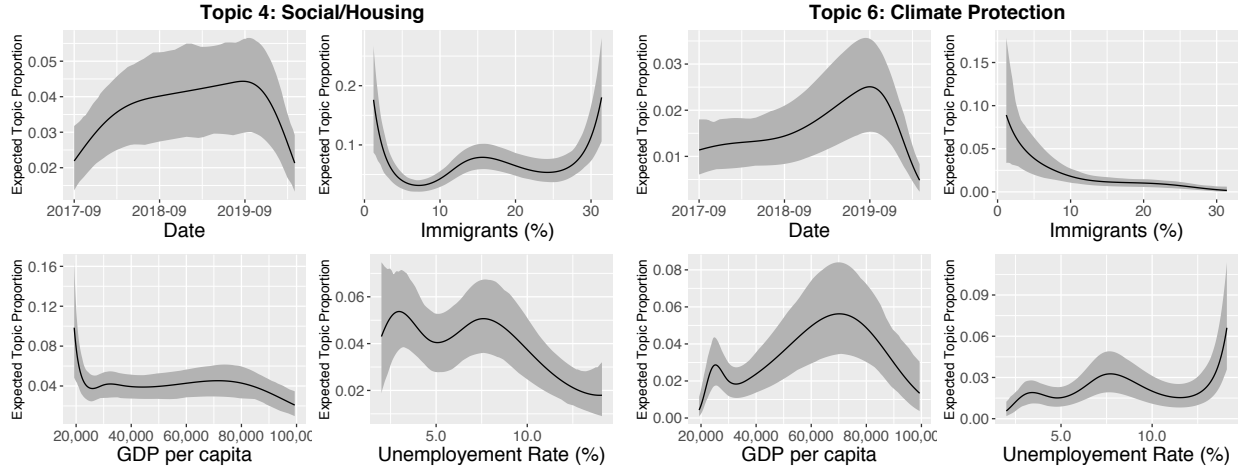 Topic 4: Social/Housing
Topic 6: Climate Protection
Expected Topic Proportion
0.05
0.04
0.03
0.02
2017-09 2018-09 2019-09
Date
Expected Topic Proportion
0.2
0.1
0 10 20 30
Immigrants (%)
Expected Topic Proportion
0.03
0.02
0.01
2017-09 2018-09 2019-09
Date
Expected Topic Proportion
0.15
0.10
0.05
0.00
0 10 20 30
Immigrants (%)
Expected Topic Proportion
0.16
0.12
0.08
0.04
20,000 40,000 60,000 80,000 100,00
GDP per capita
Expected Topic Proportion
0.06
0.04
0.02
5.0 10.0
Unemployement Rate (%)
Expected Topic Proportion
0.08
0.06
0.04
0.02
0.00
20,000 40,000 60,000 80,000 100,00
GDP per capita
Expected Topic Proportion
0.09
0.06
0.03
0.00
5.0 10.0
Unemployement Rate (%)